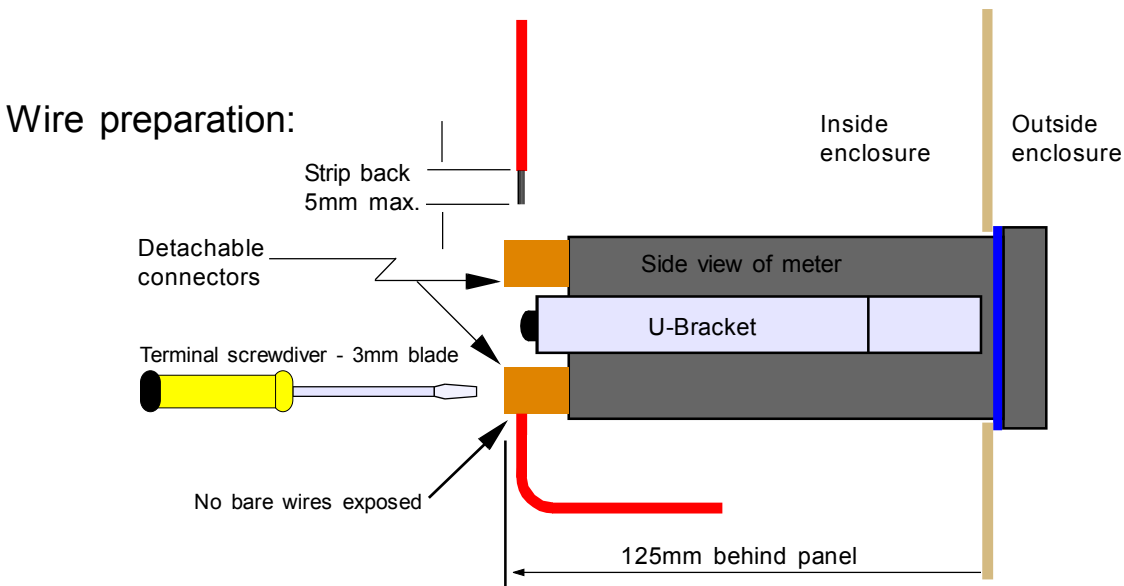 Wire preparation:
Strip back
5mm max.
Inside
enclosure
Outside
enclosure
Detachable
connectors
Side view of meter
U-Bracket
Terminal screwdiver - 3mm blade
No bare wires exposed
125mm behind panel